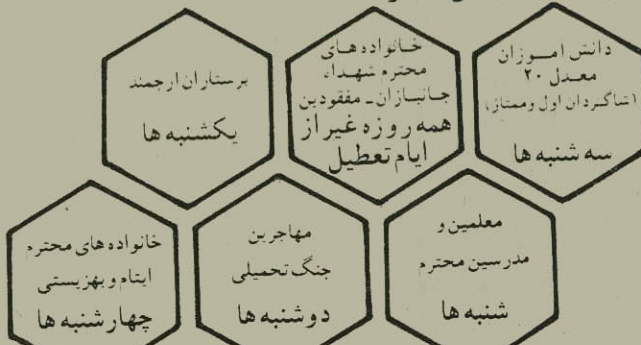 دانش آموزان
معدل ۲۰
(شاگردان اول وممتاز)
سه شنبه ها
خانواده های
محترم شهداء
جانبازان ـ مفقودین
همه روزه غیر از
ایام تعطیل
پرستاران ارجمند
یکشنبه ها
معلمین و
مدرسین محترم
شنبه ها
مهاجرین
جنگ تحمیلی
دوشنبه ها
خانواده های محترم
ایتام و بهزیستی
چهارشنبه ها